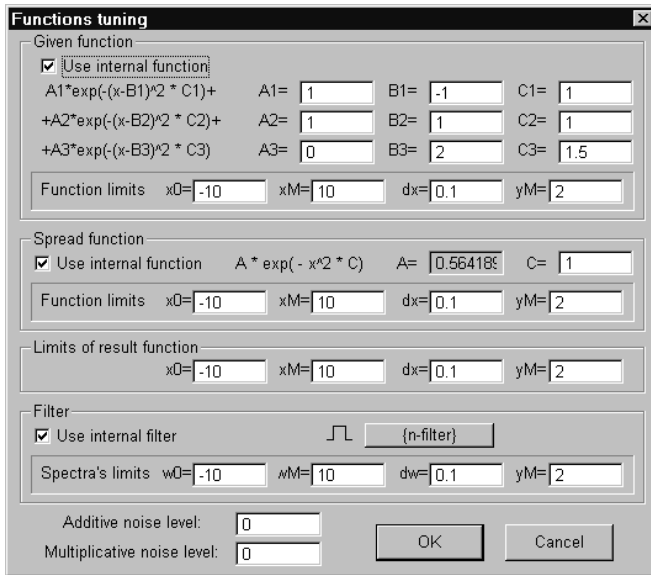 Functions tuning
Given function
Use internal function
A1*exp(-(x-B1)^2 * C1)+ A1= 1 B1= -1 C1= 1
+A2*exp(-(x-B2)^2 * C2)+ A2= 1 B2= 1 C2= 1
+A3*exp(-(x-B3)^2 * C3) A3= 0 B3= 2 C3= 1.5
Function limits x0= -10 xM= 10 dx= 0.1 yM= 2
Spread function
Use internal function A * exp( - x^2 * C) A= 0.564189 C= 1
Function limits x0= -10 xM= 10 dx= 0.1 yM= 2
Limits of result function
x0= -10 xM= 10 dx= 0.1 yM= 2
Filter
Use internal filter {n-filter}
Spectra's limits w0= -10 wM= 10 dw= 0.1 yM= 2
Additive noise level: 0
Multiplicative noise level: 0
OK Cancel